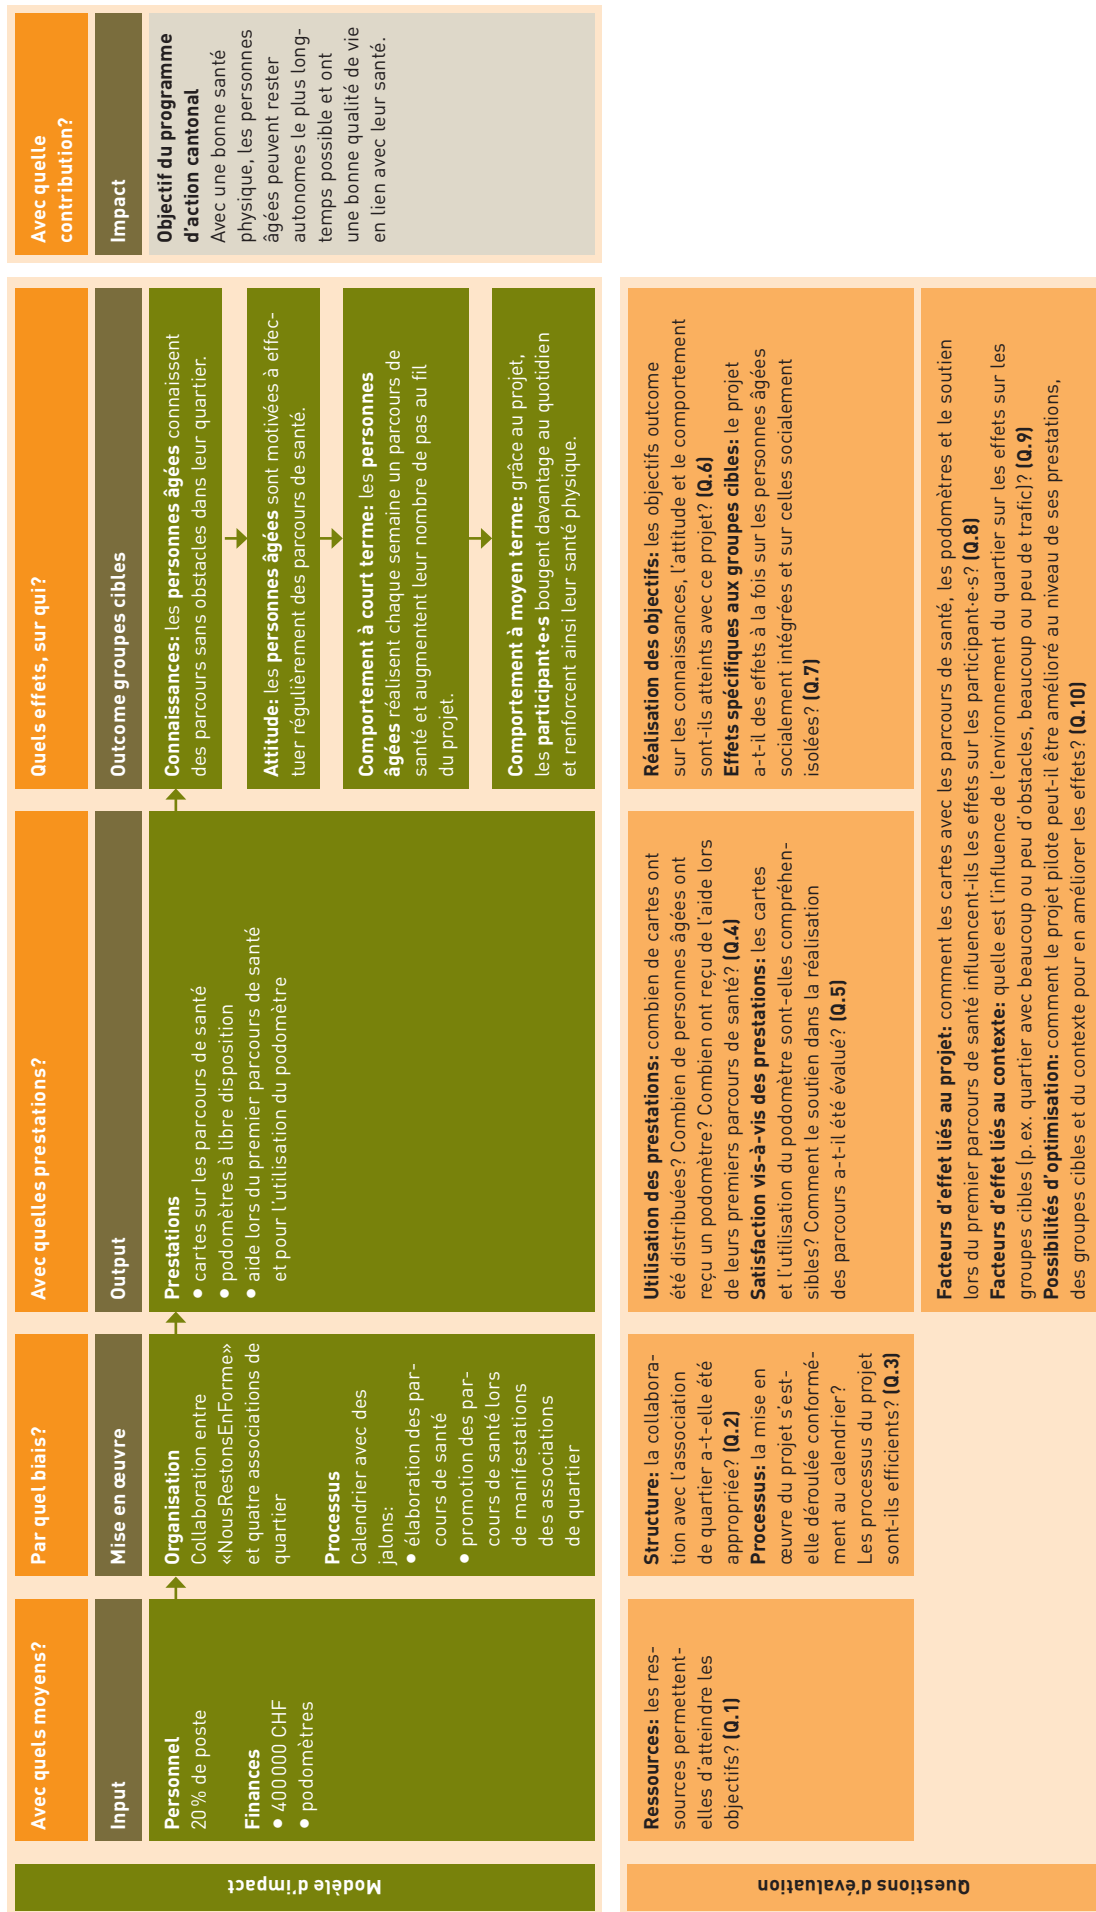 Modèle d'impact
Avec quels moyens?
Input
Personnel
20 % de poste
Finances
• 400 000 CHF
• podomètres
Par quel biais?
Mise en œuvre
Organisation
Collaboration entre
«NousRestonsEnForme»
et quatre associations de
quartier
Processus
Calendrier avec des
jalons:
• élaboration des par-
cours de santé
• promotion des par-
cours de santé lors
de manifestations
des associations
de quartier
Avec quelles prestations?
Output
Prestations
• cartes sur les parcours de santé
• podomètres à libre disposition
• aide lors du premier parcours de santé
et pour l'utilisation du podomètre
Quels effets, sur qui?
Outcome groupes cibles
Connaissances: les personnes âgées connaissent
des parcours sans obstacles dans leur quartier.
Attitude: les personnes âgées sont motivées à effec-
tuer régulièrement des parcours de santé.
Comportement à court terme: les personnes
âgées réalisent chaque semaine un parcours de
santé et augmentent leur nombre de pas au fil
du projet.
Comportement à moyen terme: grâce au projet,
les participant·e·s bougent davantage au quotidien
et renforcent ainsi leur santé physique.
Avec quelle
contribution?
Impact
Objectif du programme
d'action cantonal
Avec une bonne santé
physique, les personnes
âgées peuvent rester
autonomes le plus long-
temps possible et ont
une bonne qualité de vie
en lien avec leur santé.
Questions d'évaluation
Ressources: les res-
sources permettent-
elles d'atteindre les
objectifs? (Q.1)
Structure: la collabora-
tion avec l'association
de quartier a-t-elle été
appropriée? (Q.2)
Processus: la mise en
œuvre du projet s'est-
elle déroulée conformé-
ment au calendrier?
Les processus du projet
sont-ils efficients? (Q.3)
Utilisation des prestations: combien de cartes ont
été distribuées? Combien de personnes âgées ont
reçu un podomètre? Combien ont reçu de l'aide lors
de leurs premiers parcours de santé? (Q.4)
Satisfaction vis-à-vis des prestations: les cartes
et l'utilisation du podomètre sont-elles compréhen-
sibles? Comment le soutien dans la réalisation
des parcours a-t-il été évalué? (Q.5)
Réalisation des objectifs: les objectifs outcome
sur les connaissances, l'attitude et le comportement
sont-ils atteints avec ce projet? (Q.6)
Effets spécifiques aux groupes cibles: le projet
a-t-il des effets à la fois sur les personnes âgées
socialement intégrées et sur celles socialement
isolées? (Q.7)
Facteurs d'effet liés au projet: comment les cartes avec les parcours de santé, les podomètres et le soutien
lors du premier parcours de santé influencent-ils les effets sur les participant·e·s? (Q.8)
Facteurs d'effet liés au contexte: quelle est l'influence de l'environnement du quartier sur les effets sur les
groupes cibles (p. ex. quartier avec beaucoup ou peu d'obstacles, beaucoup ou peu de trafic)? (Q.9)
Possibilités d'optimisation: comment le projet pilote peut-il être amélioré au niveau de ses prestations,
des groupes cibles et du contexte pour en améliorer les effets? (Q.10)